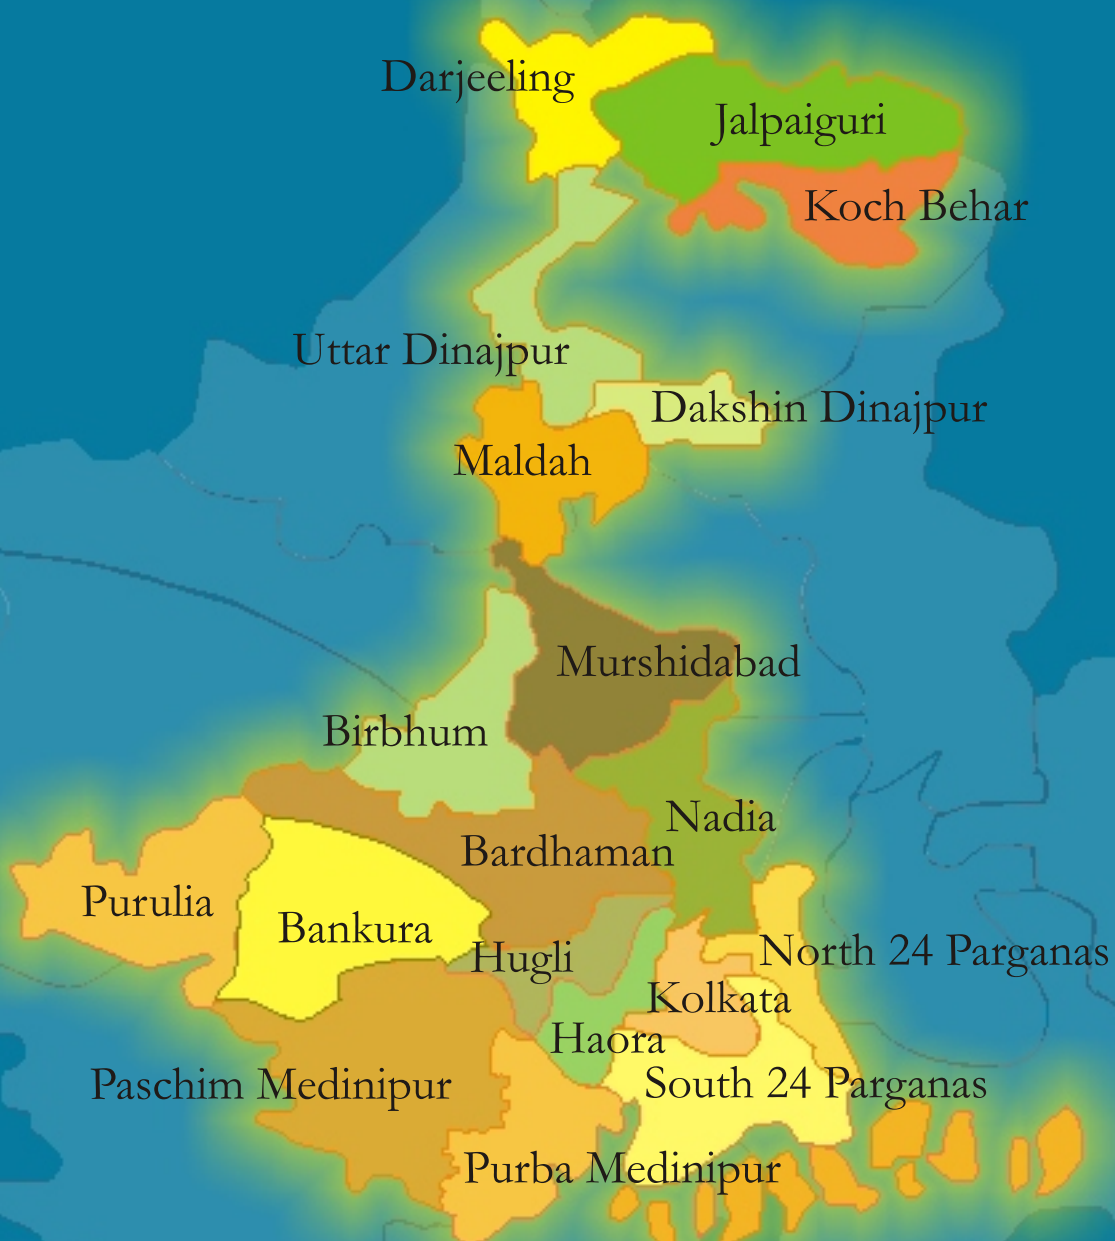 Darjeeling
Jalpaiguri
Koch Behar
Uttar Dinajpur
Dakshin Dinajpur
Maldah
Murshidabad
Birbhum
Nadia
Bardhaman
Purulia
Bankura
Hugli
North 24 Parganas
Kolkata
Haora
Paschim Medinipur
South 24 Parganas
Purba Medinipur